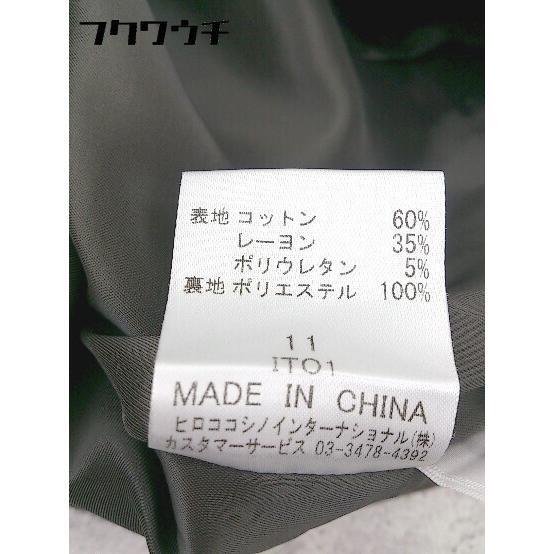 フクワウチ
表地 コットン 60%
レーヨン 35%
ポリウレタン 5%
裏地 ポリエステル 100%
11
IT01
MADE IN CHINA
ヒロココシノインターナショナル(株)
カスタマーサービス 03-3478-4392